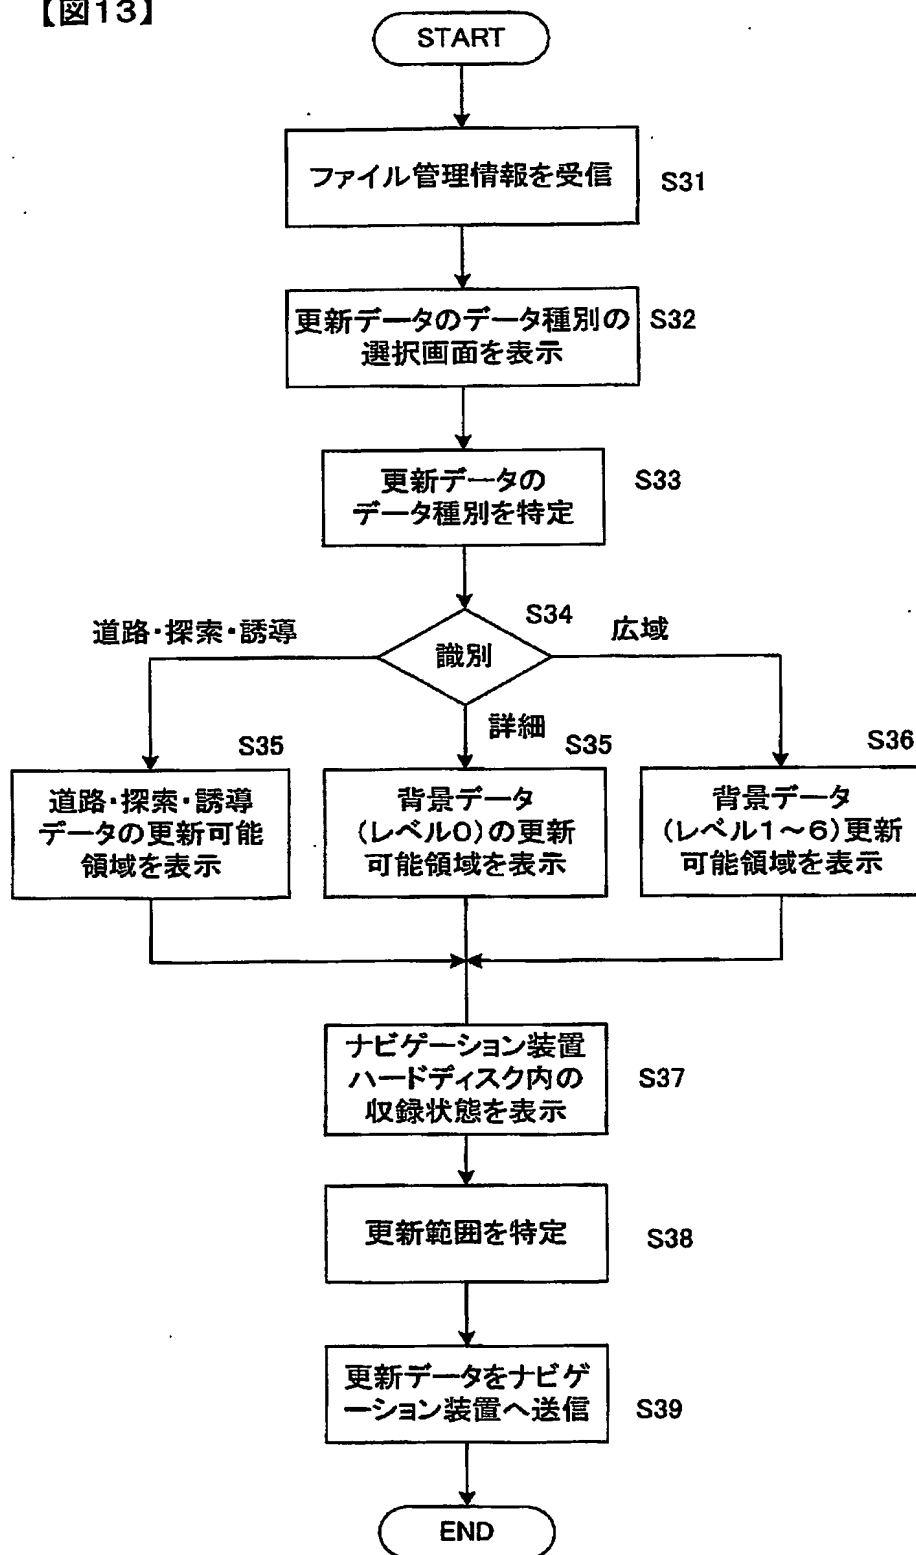 【図13】
START
ファイル管理情報を受信
S31
更新データのデータ種別の
選択画面を表示
S32
更新データの
データ種別を特定
S33
S34
識別
道路・探索・誘導
詳細
広域
S35
道路・探索・誘導
データの更新可能
領域を表示
S35
背景データ
(レベル0)の更新
可能領域を表示
S36
背景データ
(レベル1～6)更新
可能領域を表示
ナビゲーション装置
ハードディスク内の
収録状態を表示
S37
更新範囲を特定
S38
更新データをナビゲ
ーション装置へ送信
S39
END